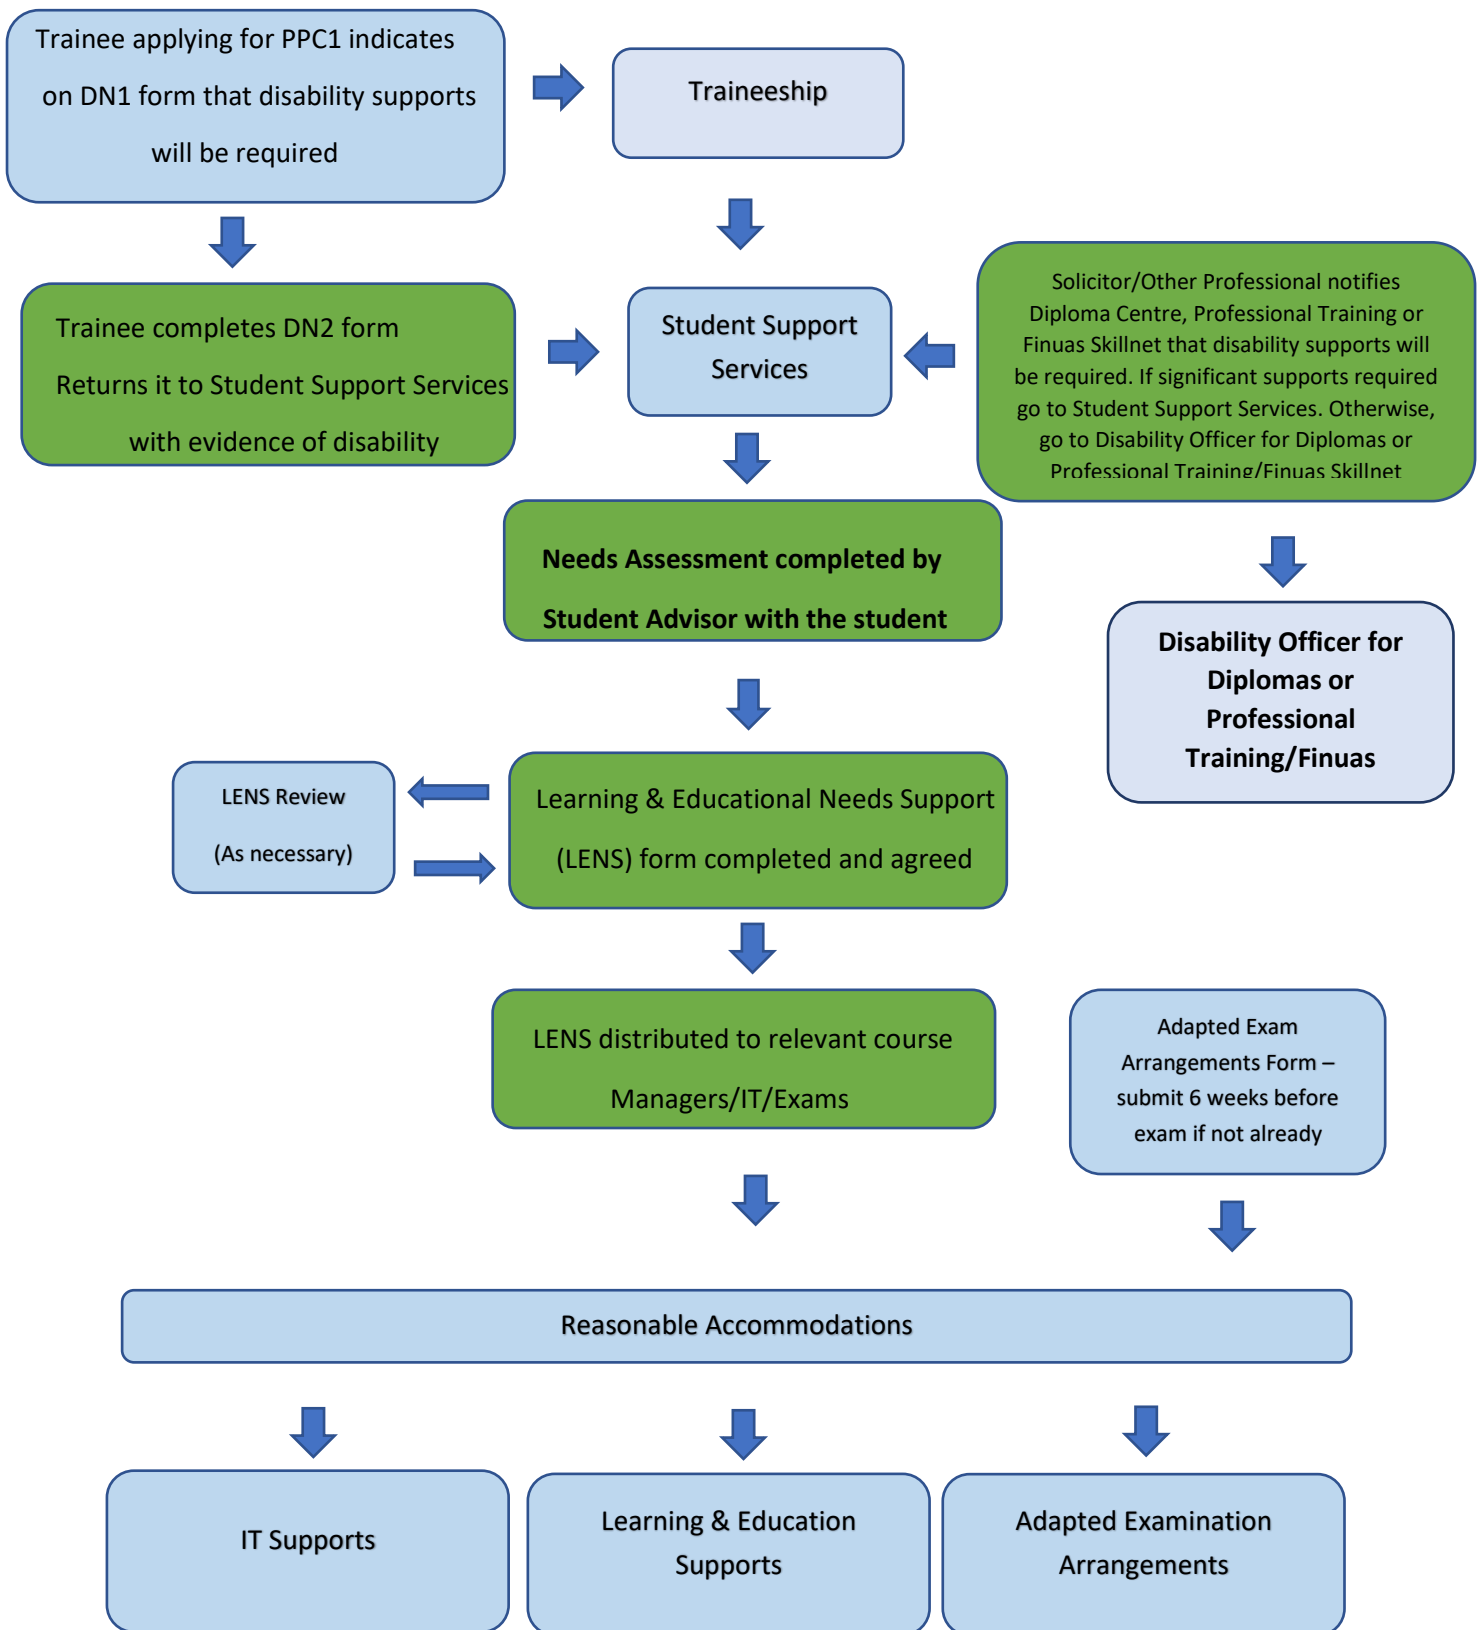 Trainee applying for PPC1 indicates
on DN1 form that disability supports
will be required
Traineeship
Trainee completes DN2 form
Returns it to Student Support Services
with evidence of disability
Student Support
Services
Solicitor/Other Professional notifies
Diploma Centre, Professional Training or
Finuas Skillnet that disability supports will
be required. If significant supports required
go to Student Support Services. Otherwise,
go to Disability Officer for Diplomas or
Professional Training/Finuas Skillnet
Needs Assessment completed by
Student Advisor with the student
Disability Officer for
Diplomas or
Professional
Training/Finuas
LENS Review
(As necessary)
Learning & Educational Needs Support
(LENS) form completed and agreed
LENS distributed to relevant course
Managers/IT/Exams
Adapted Exam
Arrangements Form –
submit 6 weeks before
exam if not already
Reasonable Accommodations
IT Supports
Learning & Education
Supports
Adapted Examination
Arrangements